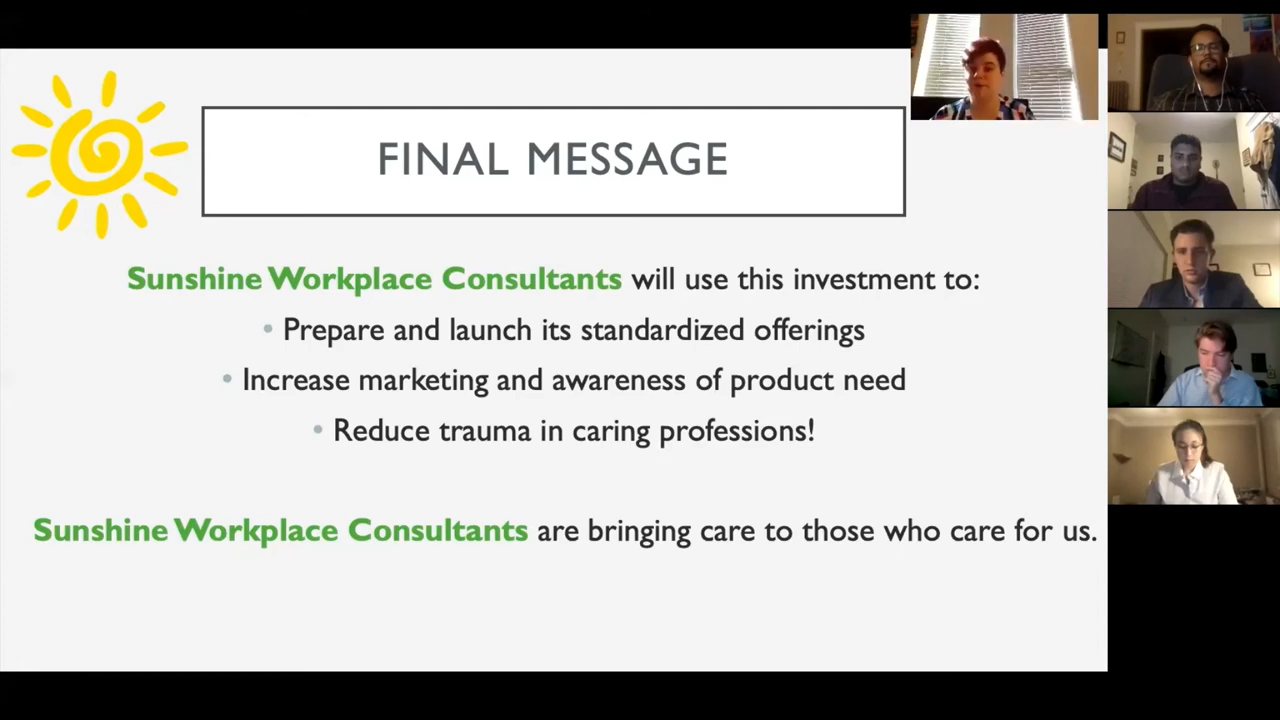 FINAL MESSAGE
Sunshine Workplace Consultants will use this investment to:
• Prepare and launch its standardized offerings
• Increase marketing and awareness of product need
• Reduce trauma in caring professions!
Sunshine Workplace Consultants are bringing care to those who care for us.